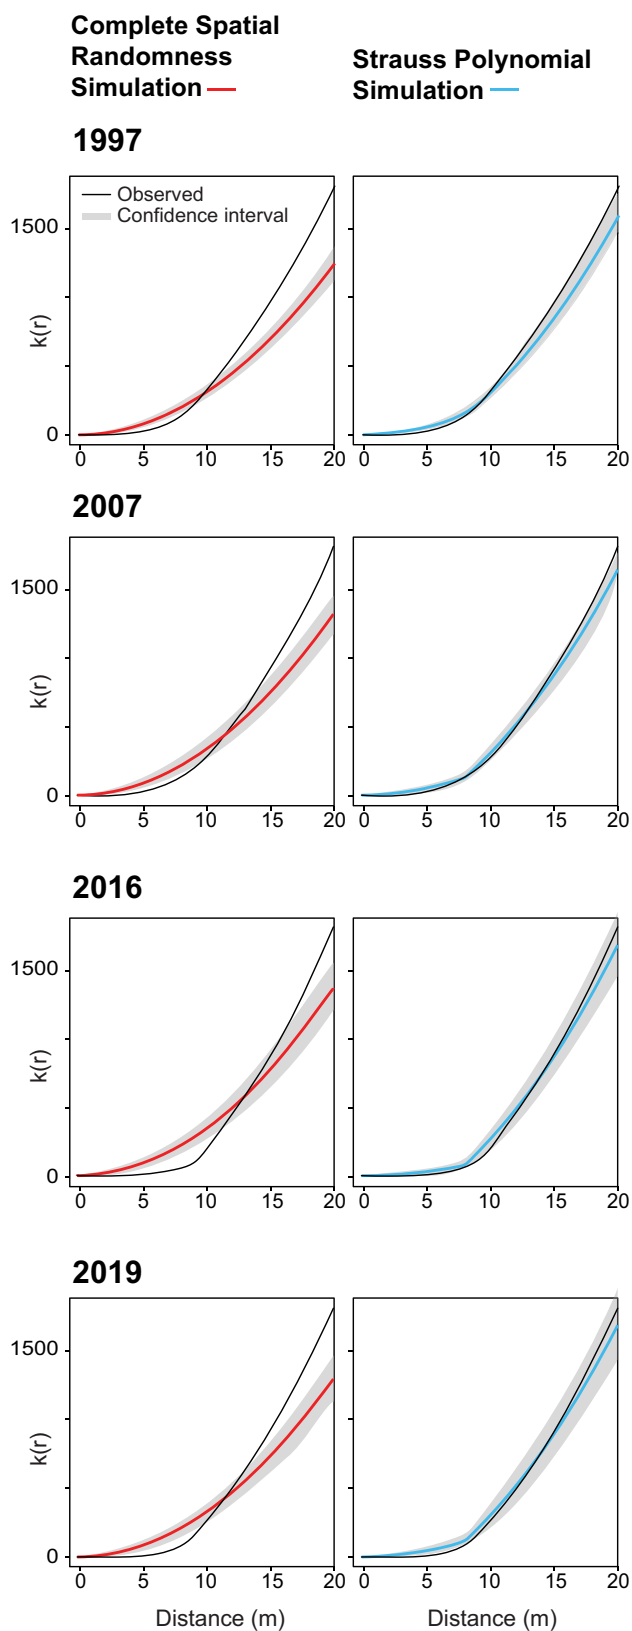 Complete Spatial
Randomness
Simulation
Strauss Polynomial
Simulation
1997
Observed
Confidence interval
1500
0
k(r)
0 5 10 15 20
0 5 10 15 20
2007
1500
0
k(r)
0 5 10 15 20
0 5 10 15 20
2016
1500
0
k(r)
0 5 10 15 20
0 5 10 15 20
2019
1500
0
k(r)
0 5 10 15 20
0 5 10 15 20
Distance (m)
Distance (m)